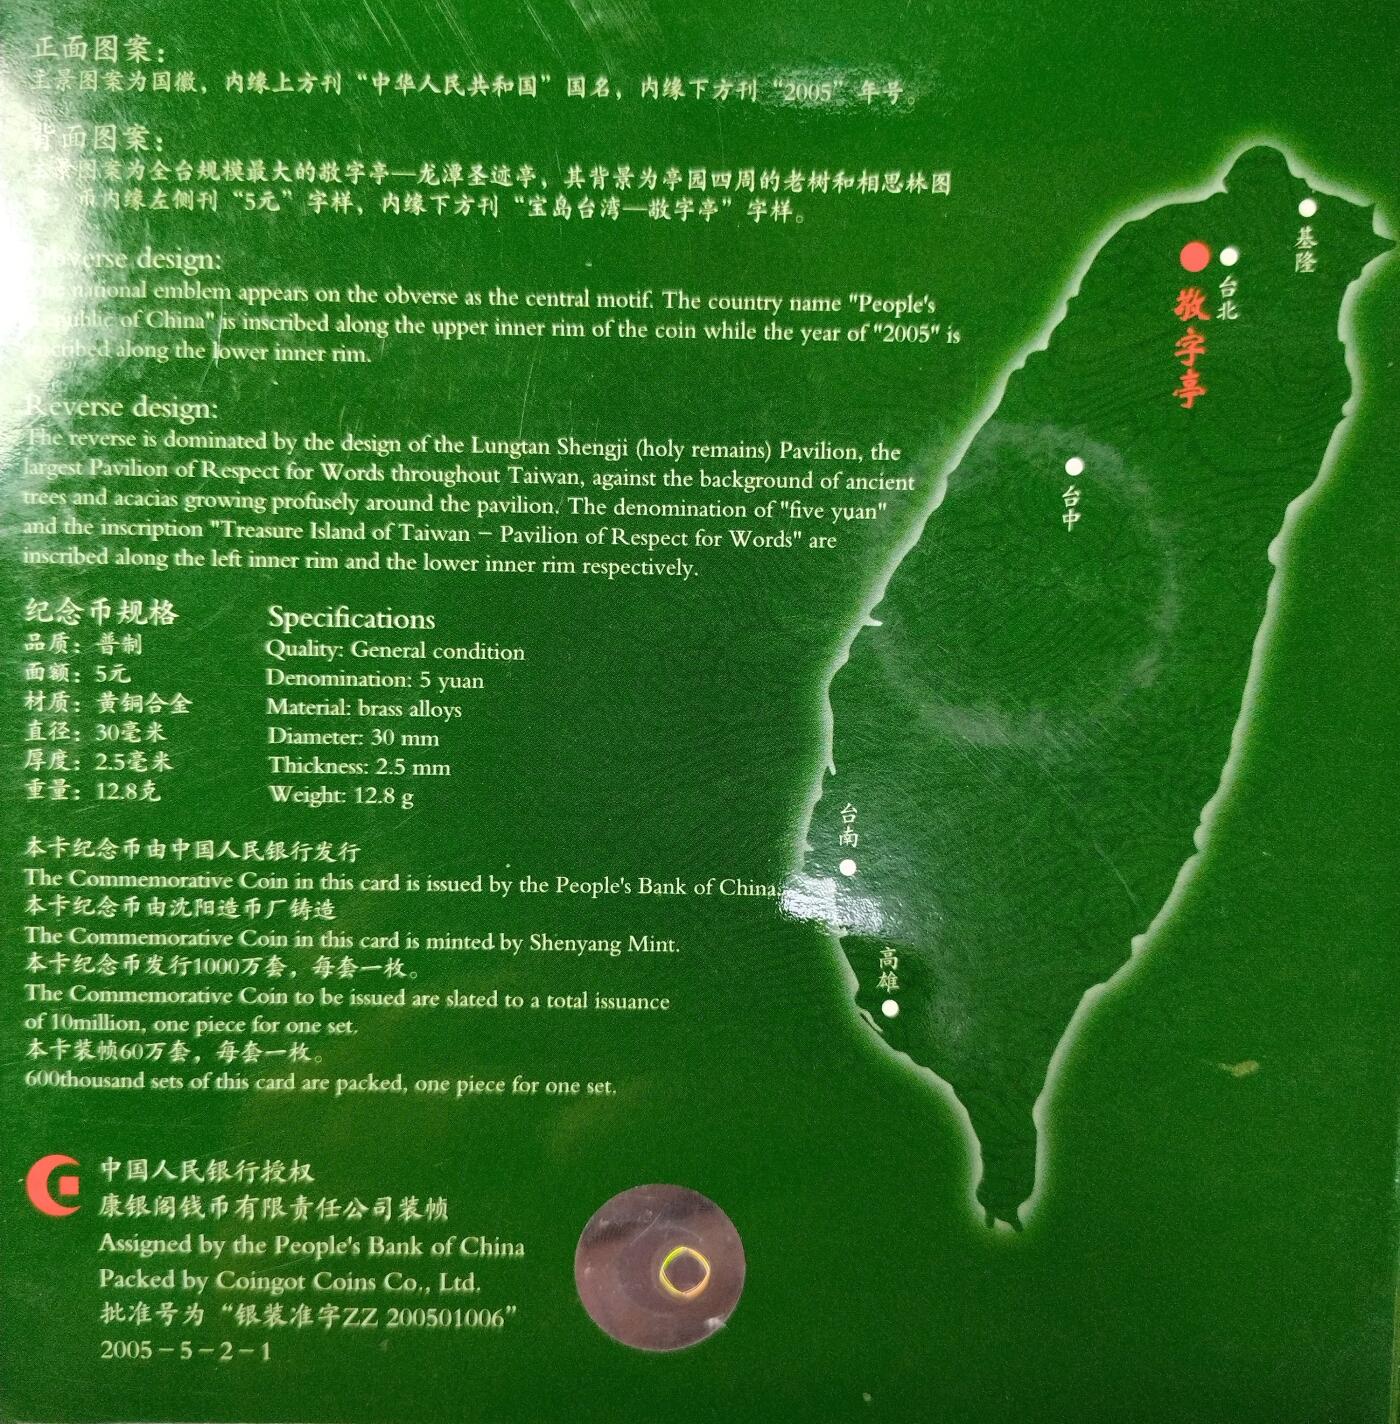 正面图案：
主景图案为国徽，内缘上方刊“中华人民共和国”国名，内缘下方刊“2005”年号。
背面图案：
主景图案为全台规模最大的敬字亭—龙潭圣迹亭，其背景为亭园四周的老树和相思林图
币内缘左侧刊“5元”字样，内缘下方刊“宝岛台湾—敬字亭”字样。
Obverse design:
The national emblem appears on the obverse as the central motif. The country name "People's
Republic of China" is inscribed along the upper inner rim of the coin while the year of "2005" is
inscribed along the lower inner rim.
Reverse design:
The reverse is dominated by the design of the Lungtan Shengji (holy remains) Pavilion, the
largest Pavilion of Respect for Words throughout Taiwan, against the background of ancient
trees and acacias growing profusely around the pavilion. The denomination of "five yuan"
and the inscription "Treasure Island of Taiwan - Pavilion of Respect for Words" are
inscribed along the left inner rim and the lower inner rim respectively.
纪念币规格
品质：普制
面额：5元
材质：黄铜合金
直径：30毫米
厚度：2.5毫米
重量：12.8克
Specifications
Quality: General condition
Denomination: 5 yuan
Material: brass alloys
Diameter: 30 mm
Thickness: 2.5 mm
Weight: 12.8 g
本卡纪念币由中国人民银行发行
The Commemorative Coin in this card is issued by the People's Bank of China.
本卡纪念币由沈阳造币厂铸造
The Commemorative Coin in this card is minted by Shenyang Mint.
本卡纪念币发行1000万套，每套一枚。
The Commemorative Coin to be issued are slated to a total issuance
of 10million, one piece for one set.
本卡装帧60万套，每套一枚。
600thousand sets of this card are packed, one piece for one set.
中国人民银行授权
康银阁钱币有限责任公司装帧
Assigned by the People's Bank of China
Packed by Coingot Coins Co., Ltd.
批准号为“银装准字ZZ 200501006”
2005-5-2-1
基隆
台北
敬字亭
台中
台南
高雄